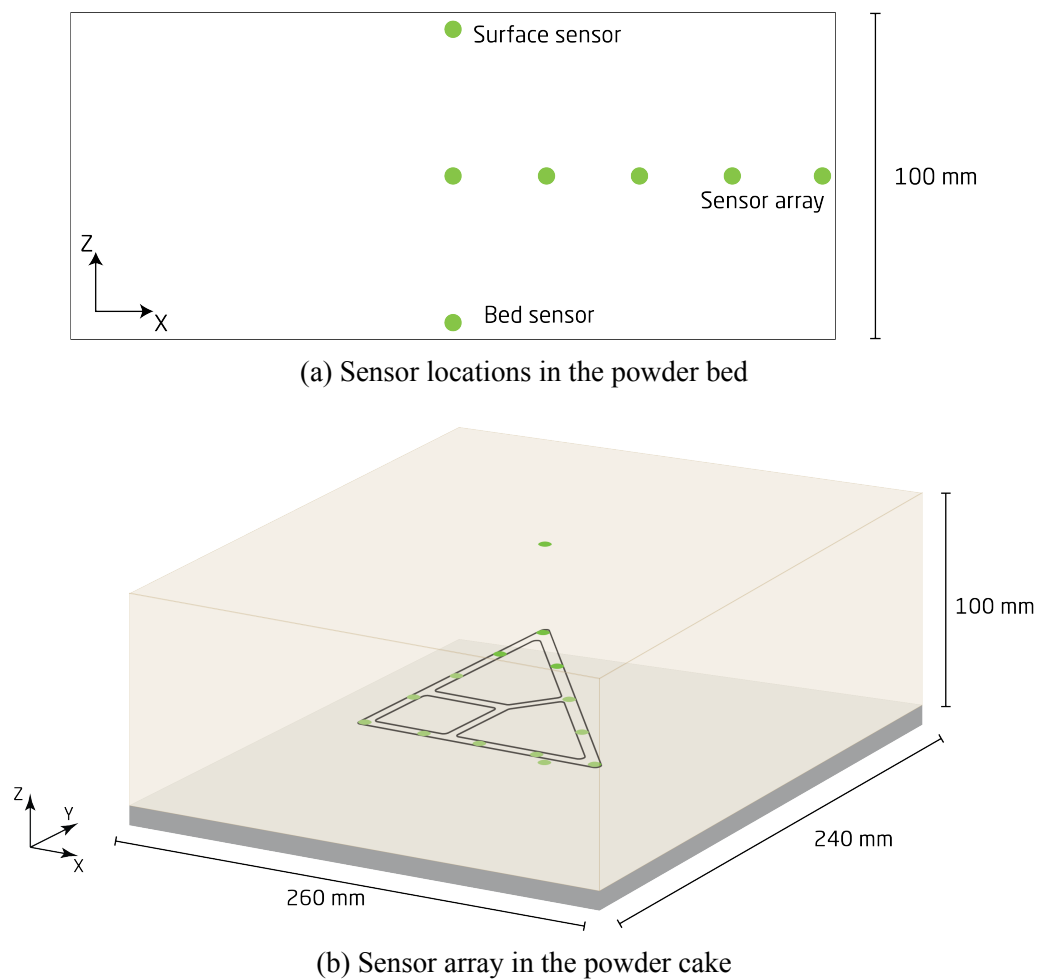 Surface sensor
100 mm
Sensor array
Z
X
Bed sensor
(a) Sensor locations in the powder bed
100 mm
Z
Y
X
240 mm
260 mm
(b) Sensor array in the powder cake